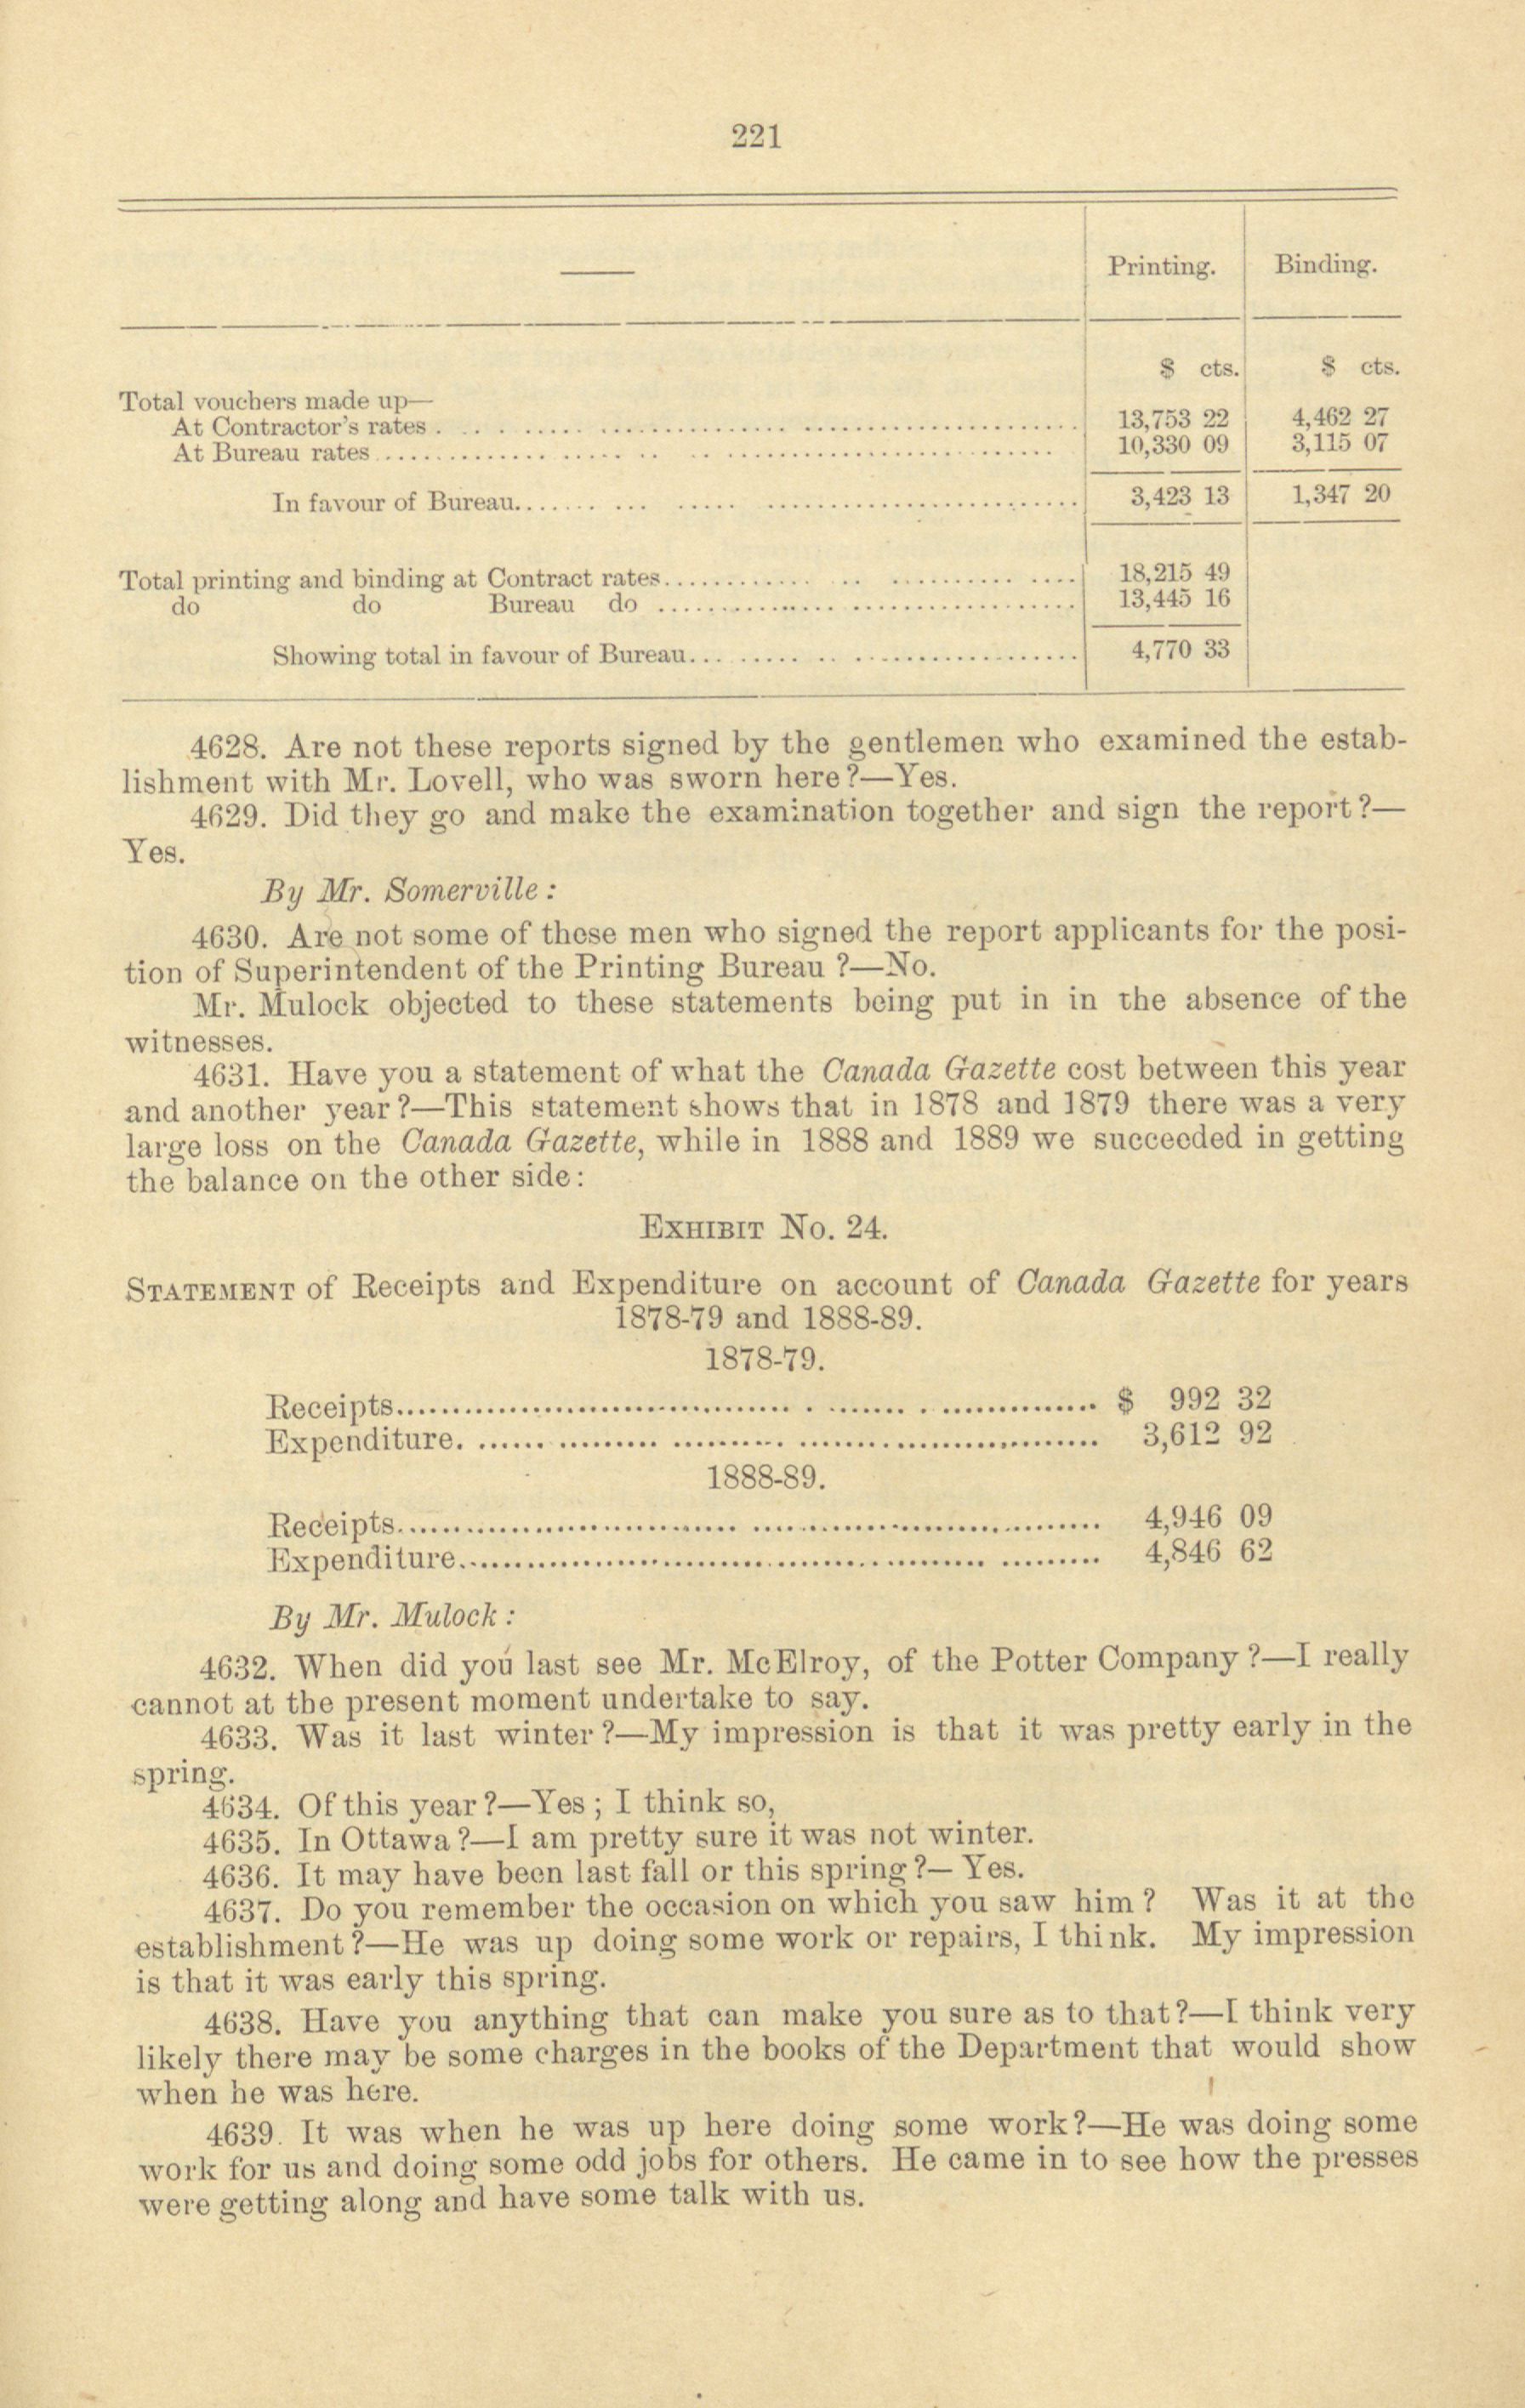 221
Printing. Binding.
$ cts. $ cts.
Total vouchers made up—
At Contractor's rates 13,753 22 4,462 27
At Bureau rates 10,330 09 3,115 07
In favour of Bureau 3,423 13 1,347 20
Total printing and binding at Contract rates 18,215 49
do do Bureau do 13,445 16
Showing total in favour of Bureau 4,770 33
4628. Are not these reports signed by the gentlemen who examined the estab-
lishment with Mr. Lovell, who was sworn here?—Yes.
4629. Did they go and make the examination together and sign the report?—
Yes.
By Mr. Somerville:
4630. Are not some of those men who signed the report applicants for the posi-
tion of Superintendent of the Printing Bureau?—No.
Mr. Mulock objected to these statements being put in in the absence of the
witnesses.
4631. Have you a statement of what the Canada Gazette cost between this year
and another year?—This statement shows that in 1878 and 1879 there was a very
large loss on the Canada Gazette, while in 1888 and 1889 we succeeded in getting
the balance on the other side:
EXHIBIT No. 24.
STATEMENT of Receipts and Expenditure on account of Canada Gazette for years
1878-79 and 1888-89.
1878-79.
Receipts $ 992 32
Expenditure 3,612 92
1888-89.
Receipts 4,946 09
Expenditure 4,846 62
By Mr. Mulock:
4632. When did you last see Mr. McElroy, of the Potter Company?—I really
cannot at the present moment undertake to say.
4633. Was it last winter?—My impression is that it was pretty early in the
spring.
4634. Of this year?—Yes; I think so,
4635. In Ottawa?—I am pretty sure it was not winter.
4636. It may have been last fall or this spring?—Yes.
4637. Do you remember the occasion on which you saw him? Was it at the
establishment?—He was up doing some work or repairs, I think. My impression
is that it was early this spring.
4638. Have you anything that can make you sure as to that?—I think very
likely there may be some charges in the books of the Department that would show
when he was here.
4639. It was when he was up here doing some work?—He was doing some
work for us and doing some odd jobs for others. He came in to see how the presses
were getting along and have some talk with us.